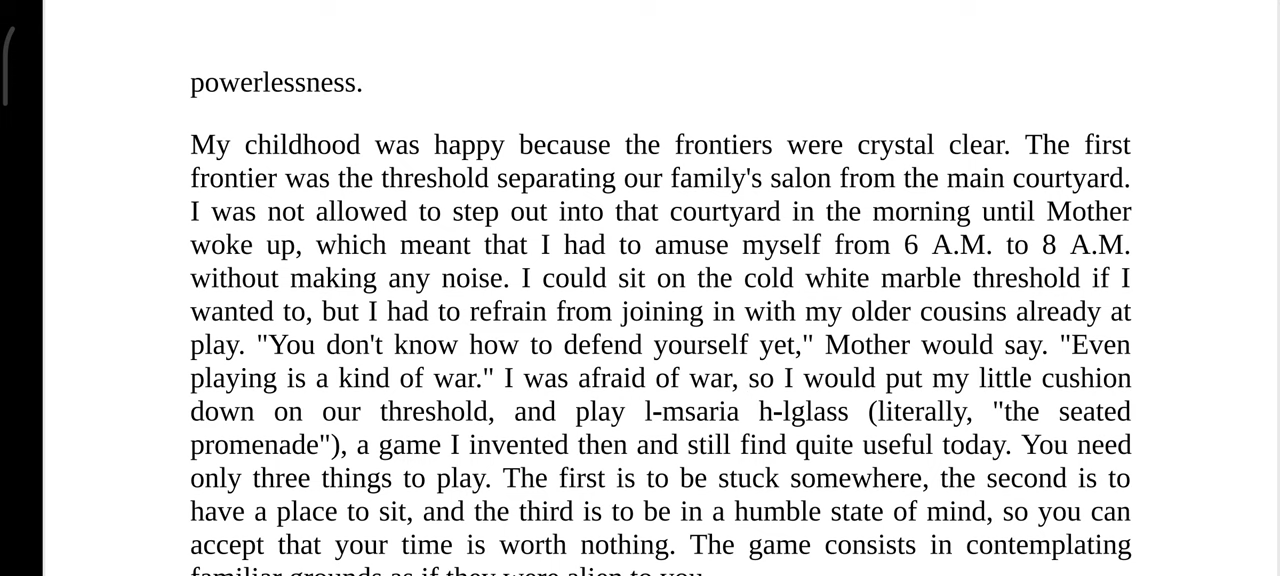 powerlessness.
My childhood was happy because the frontiers were crystal clear. The first
frontier was the threshold separating our family's salon from the main courtyard.
I was not allowed to step out into that courtyard in the morning until Mother
woke up, which meant that I had to amuse myself from 6 A.M. to 8 A.M.
without making any noise. I could sit on the cold white marble threshold if I
wanted to, but I had to refrain from joining in with my older cousins already at
play. "You don't know how to defend yourself yet," Mother would say. "Even
playing is a kind of war." I was afraid of war, so I would put my little cushion
down on our threshold, and play l-msaria h-lglass (literally, "the seated
promenade"), a game I invented then and still find quite useful today. You need
only three things to play. The first is to be stuck somewhere, the second is to
have a place to sit, and the third is to be in a humble state of mind, so you can
accept that your time is worth nothing. The game consists in contemplating
familiar grounds as if they were alien to you.